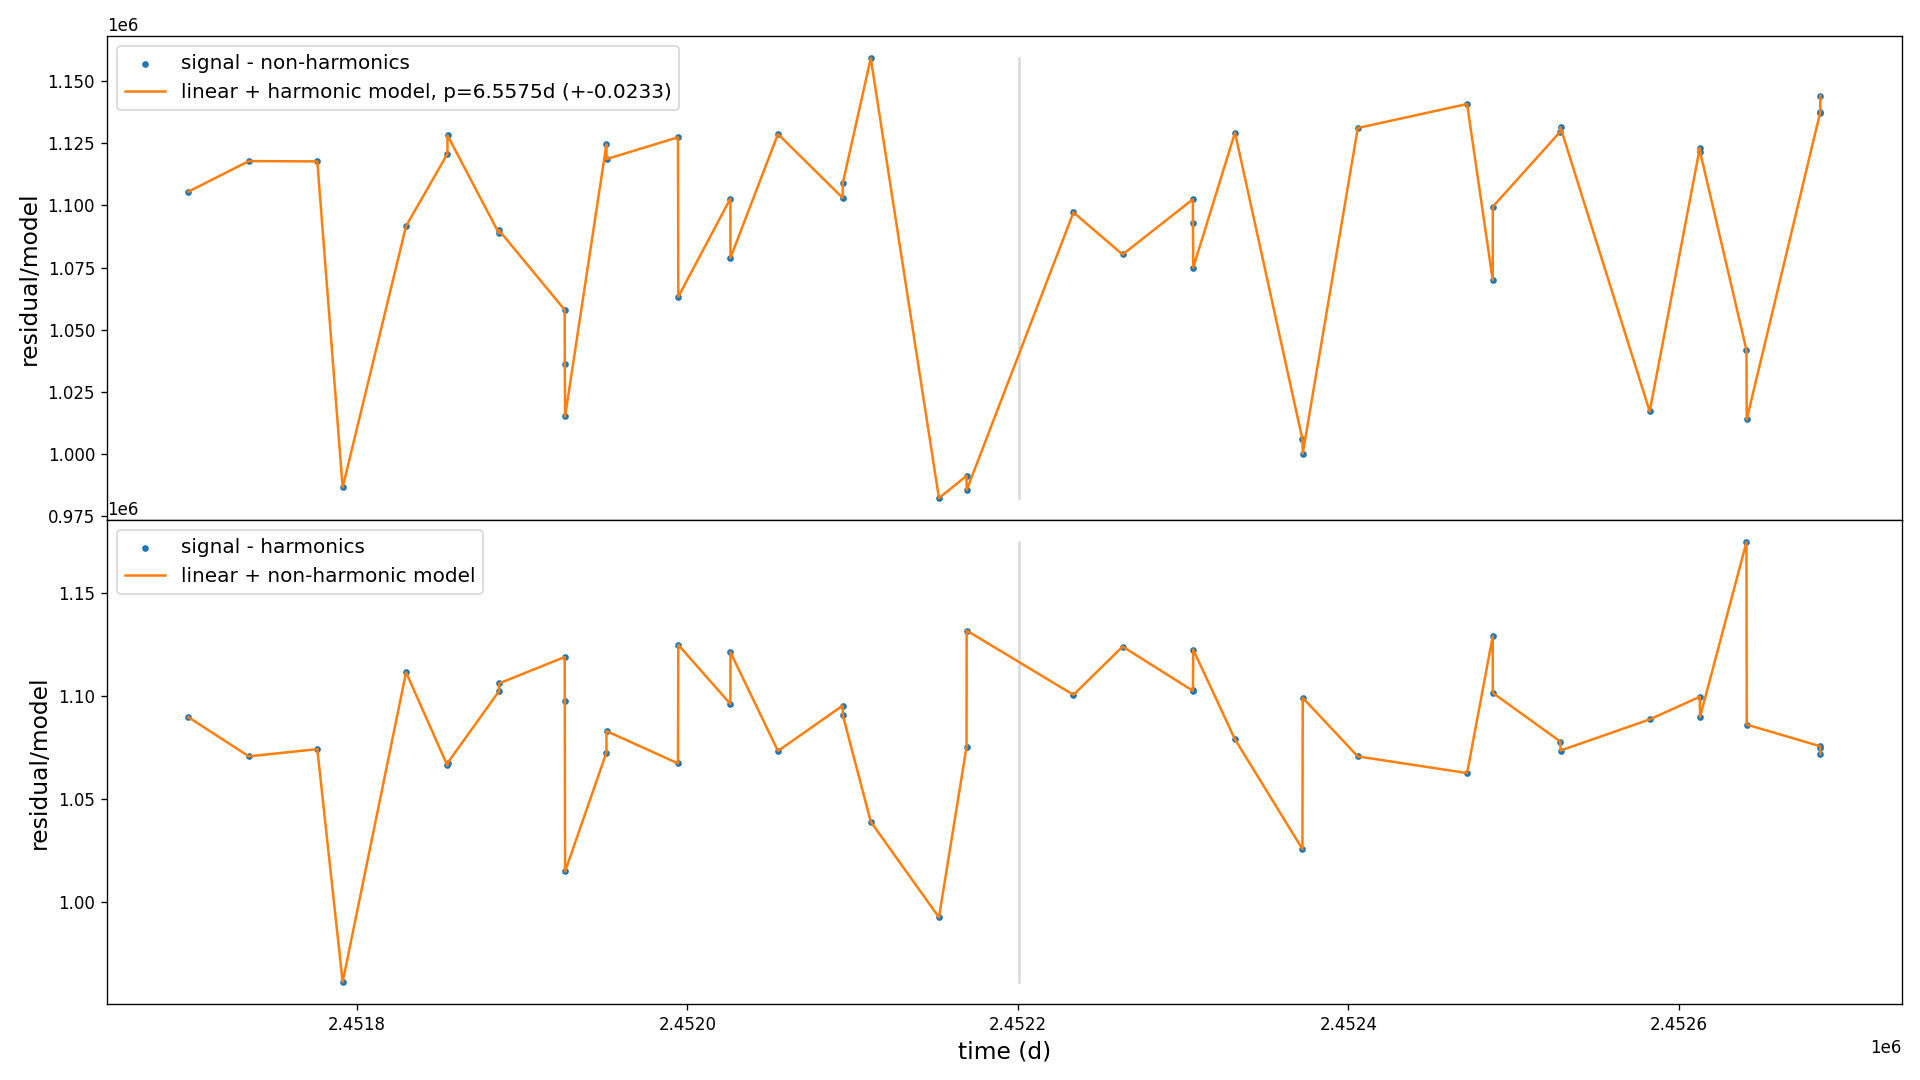 1e6
signal - non-harmonics
linear + harmonic model, p=6.5575d (+-0.0233)
1.150
1.125
1.100
1.075
1.050
1.025
1.000
0.975
residual/model
1e6
signal - harmonics
linear + non-harmonic model
1.15
1.10
1.05
1.00
residual/model
2.4518
2.4520
2.4522
2.4524
2.4526
time (d)
1e6